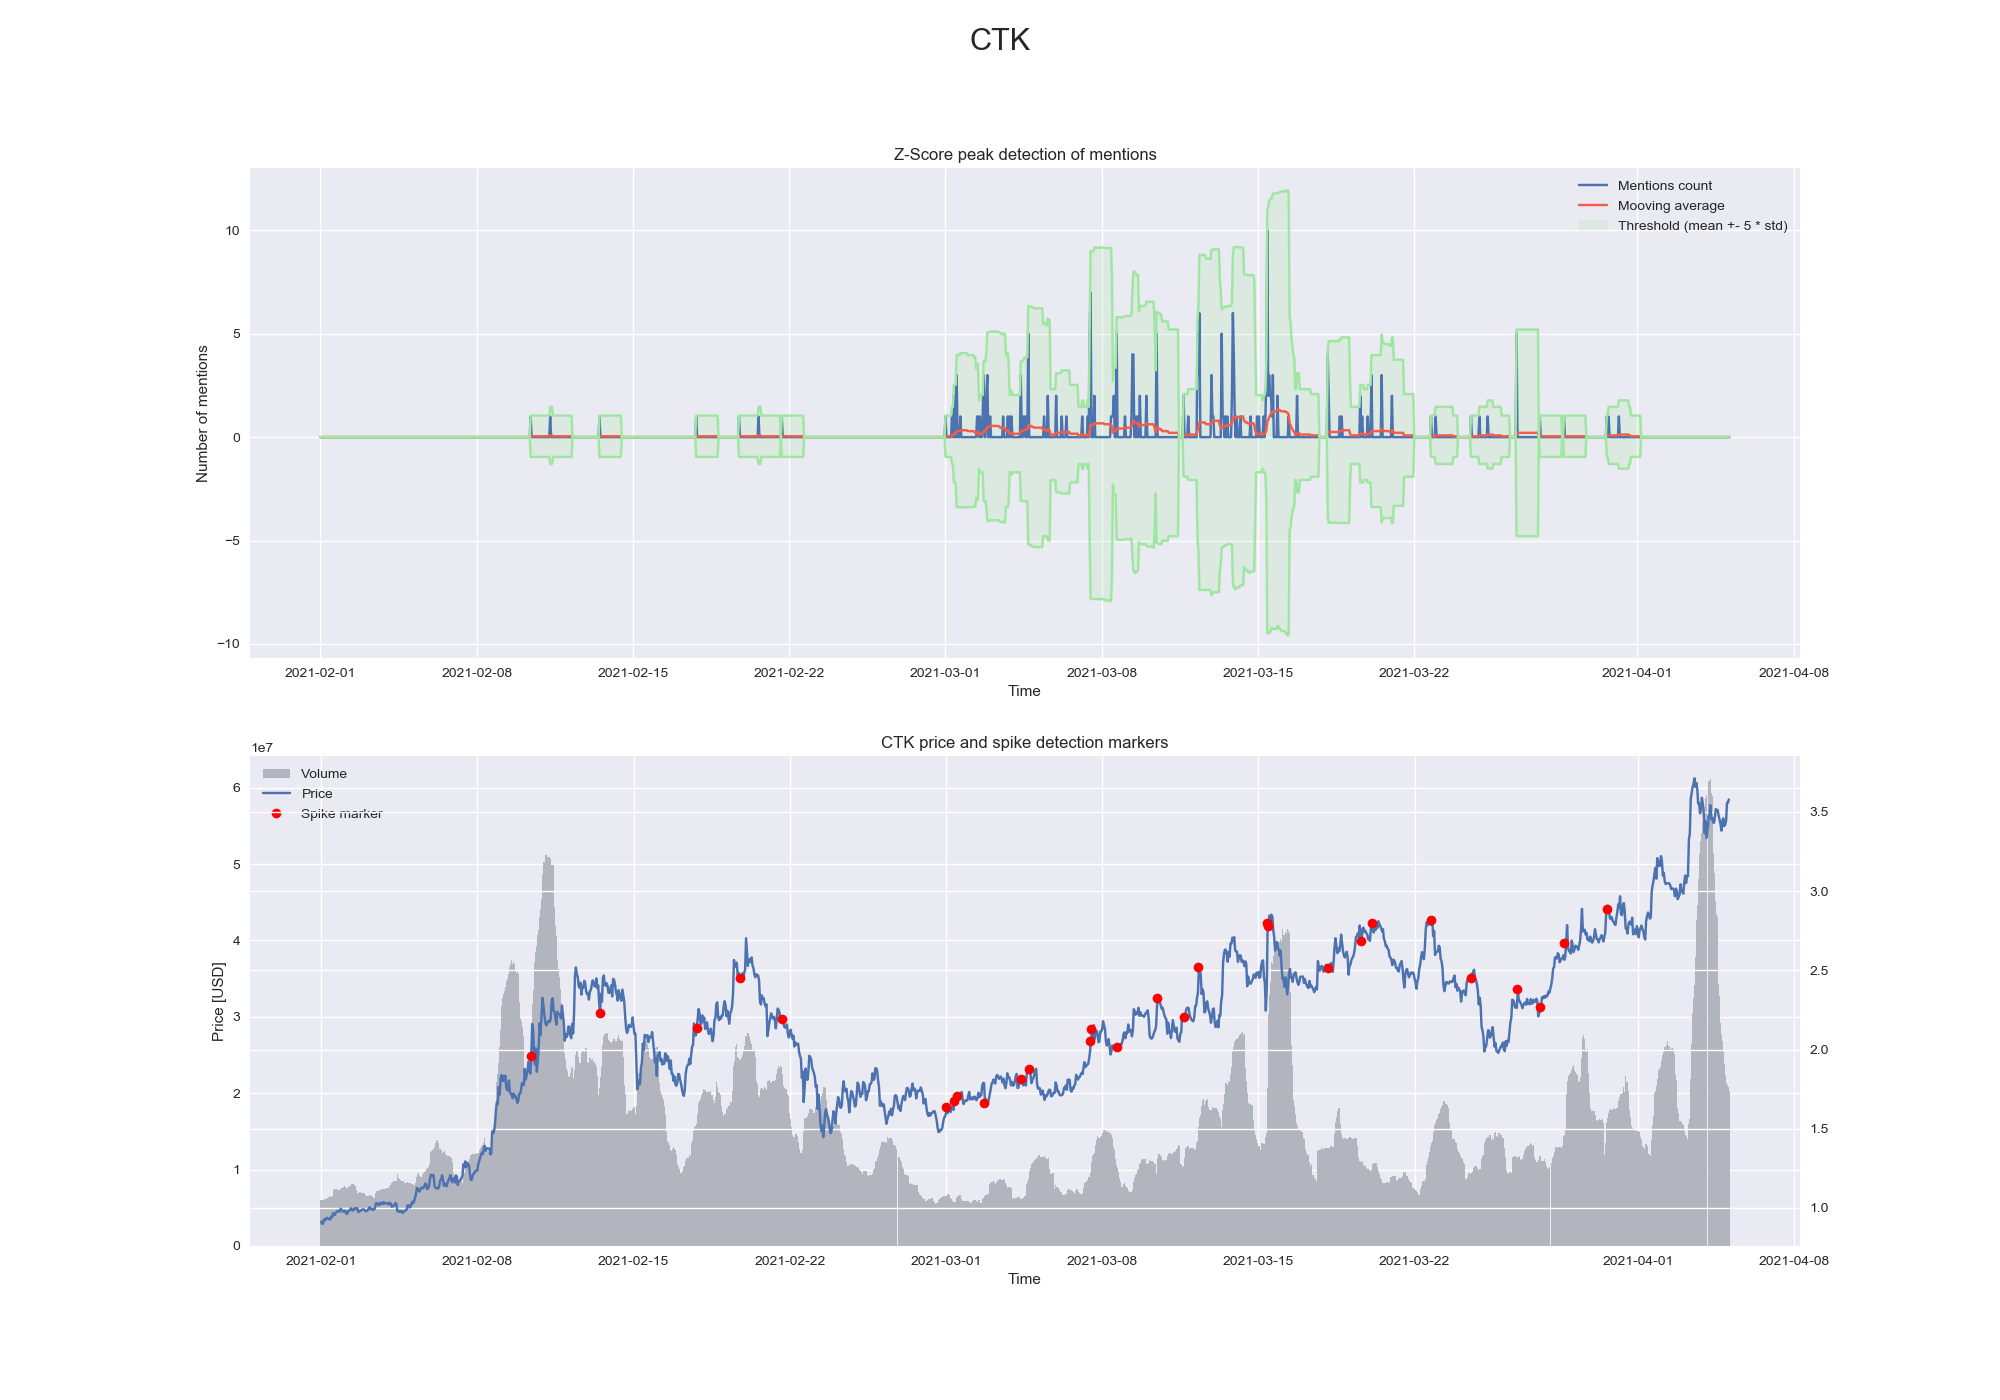 CTK
Z-Score peak detection of mentions
Mentions count
Mooving average
Threshold (mean +- 5 * std)
Number of mentions
10
5
0
−5
−10
2021-02-01 2021-02-08 2021-02-15 2021-02-22 2021-03-01 2021-03-08 2021-03-15 2021-03-22 2021-04-01 2021-04-08
Time
CTK price and spike detection markers
1e7
Volume
Price
Spike marker
Price [USD]
6
5
4
3
2
1
0
3.5
3.0
2.5
2.0
1.5
1.0
2021-02-01 2021-02-08 2021-02-15 2021-02-22 2021-03-01 2021-03-08 2021-03-15 2021-03-22 2021-04-01 2021-04-08
Time